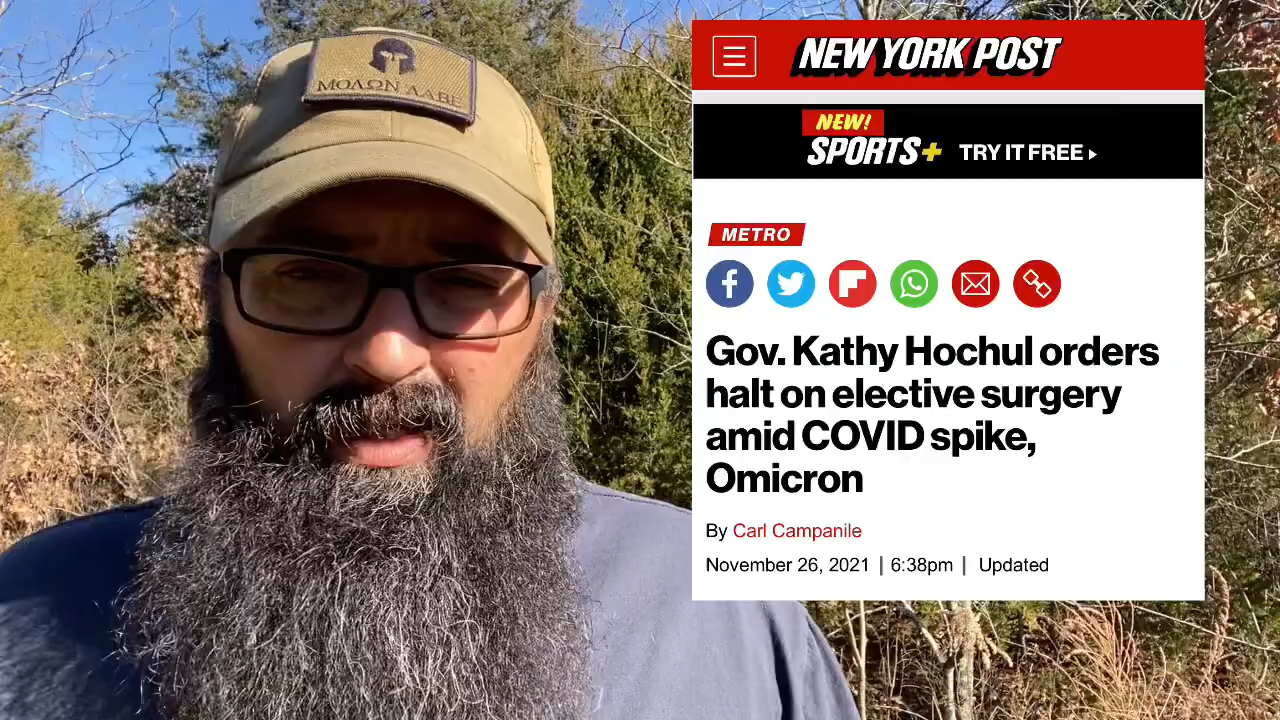 ΜΟΛΩΝ ΛΑΒΕ
NEW YORK POST
NEW!
SPORTS+ TRY IT FREE
METRO
Gov. Kathy Hochul orders
halt on elective surgery
amid COVID spike,
Omicron
By Carl Campanile
November 26, 2021 | 6:38pm | Updated